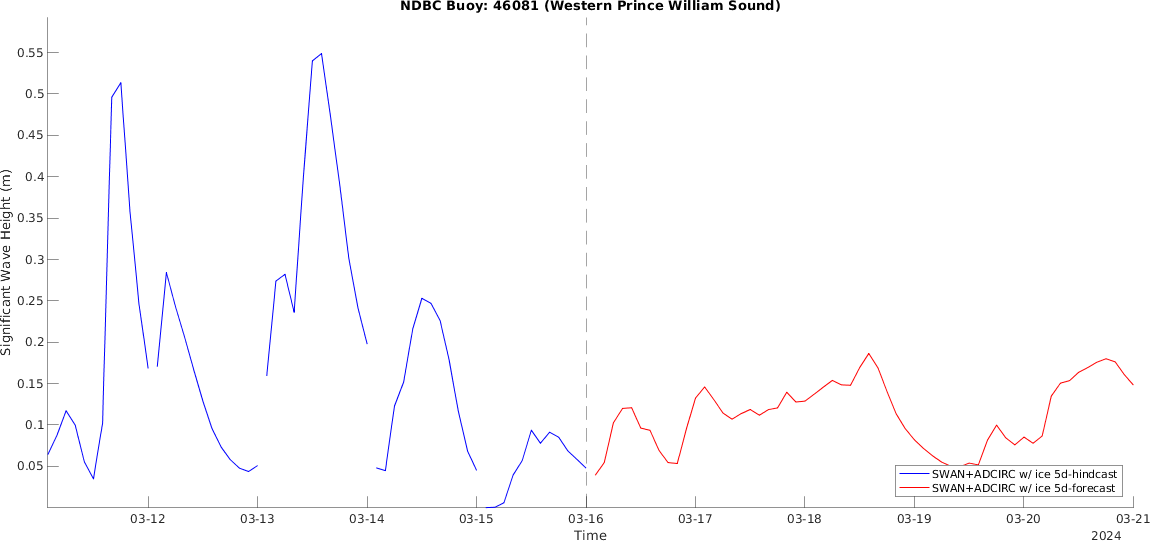 NDBC Buoy: 46081 (Western Prince William Sound)
Significant Wave Height (m)
0.55
0.5
0.45
0.4
0.35
0.3
0.25
0.2
0.15
0.1
0.05
SWAN+ADCIRC w/ ice 5d-hindcast
SWAN+ADCIRC w/ ice 5d-forecast
03-12 03-13 03-14 03-15 03-16 03-17 03-18 03-19 03-20 03-21
Time
2024